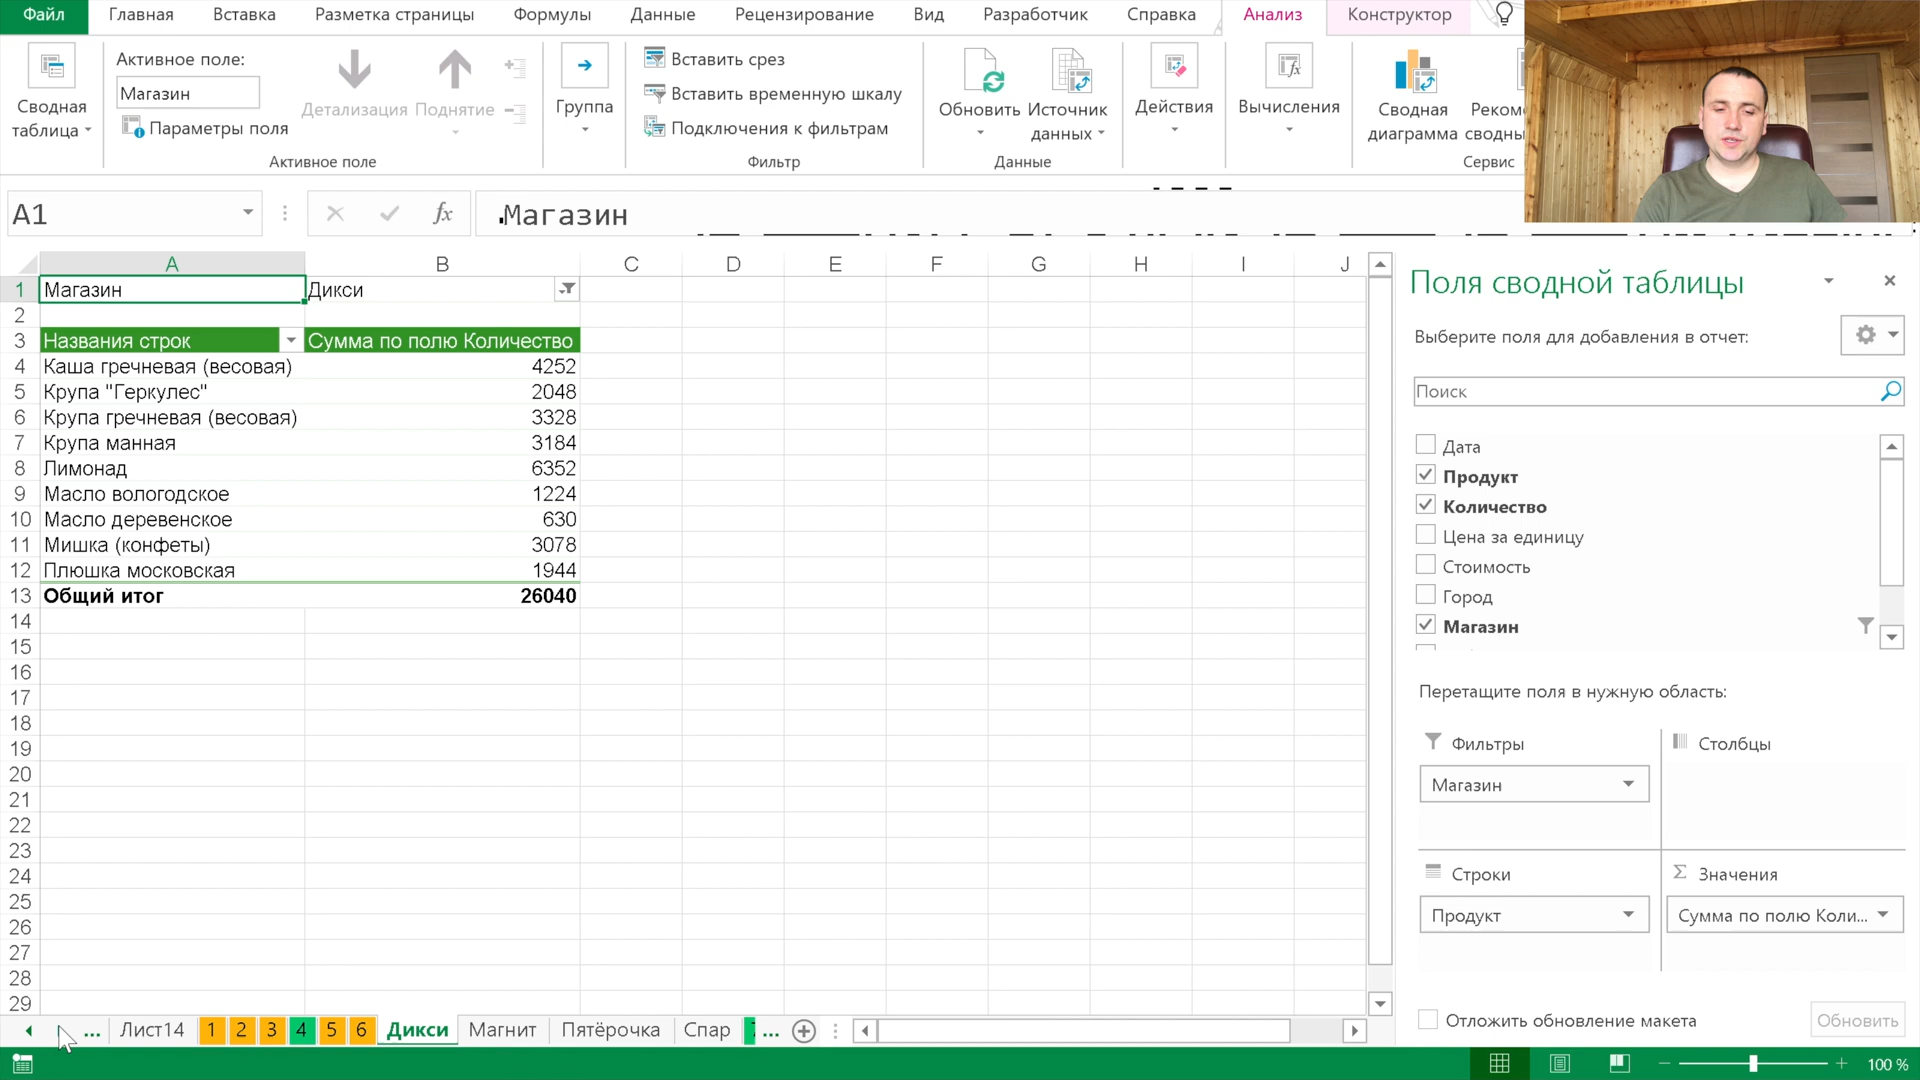 Файл Главная Вставка Разметка страницы Формулы Данные Рецензирование Вид Разработчик Справка Анализ Конструктор
Сводная таблица
Активное поле:
Магазин
Параметры поля
Детализация Поднятие
Активное поле
Группа
Вставить срез
Вставить временную шкалу
Подключения к фильтрам
Фильтр
Обновить Источник данных
Данные
Действия
Вычисления
Сводная диаграмма
Сервис
A1 fx Магазин
A B C D E F G H I J
1 Магазин Дикси
2
3 Названия строк Сумма по полю Количество
4 Каша гречневая (весовая) 4252
5 Крупа "Геркулес" 2048
6 Крупа гречневая (весовая) 3328
7 Крупа манная 3184
8 Лимонад 6352
9 Масло вологодское 1224
10 Масло деревенское 630
11 Мишка (конфеты) 3078
12 Плюшка московская 1944
13 Общий итог 26040
14
15
16
17
18
19
20
21
22
23
24
25
26
27
28
29
... Лист14 1 2 3 4 5 6 Дикси Магнит Пятёрочка Спар ...
Поля сводной таблицы
Выберите поля для добавления в отчет:
Поиск
Дата
Продукт
Количество
Цена за единицу
Стоимость
Город
Магазин
Перетащите поля в нужную область:
Фильтры
Магазин
Столбцы
Строки
Продукт
Σ Значения
Сумма по полю Коли...
Отложить обновление макета
Обновить
100 %